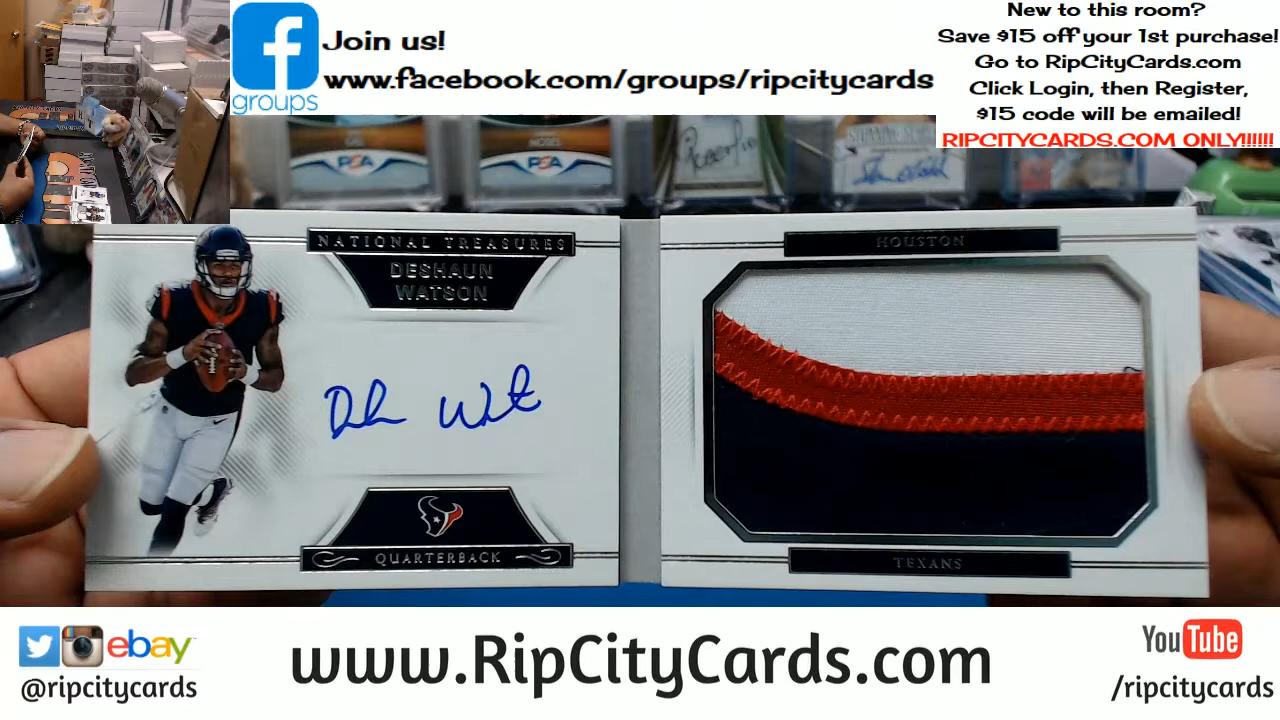 f
groups
Join us!
www.facebook.com/groups/ripcitycards
New to this room?
Save $15 off your 1st purchase!
Go to RipCityCards.com
Click Login, then Register,
$15 code will be emailed!
RIPCITYCARDS.COM ONLY!!!!!!
PSA
PSA
NATIONAL TREASURES
DESHAUN
WATSON
QUARTERBACK
HOUSTON
TEXANS
ebay
@ripcitycards
www.RipCityCards.com
YouTube
/ripcitycards